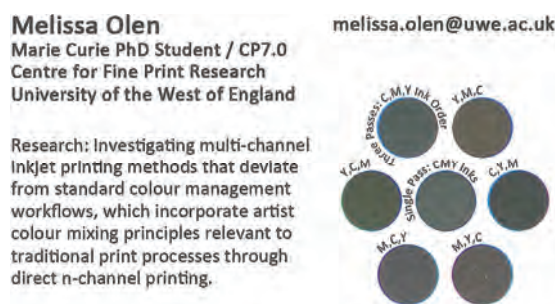 Melissa Olen
melissa.olen@uwe.ac.uk
Marie Curie PhD Student / CP7.0
Centre for Fine Print Research
University of the West of England
Research: Investigating multi-channel
inkjet printing methods that deviate
from standard colour management
workflows, which incorporate artist
colour mixing principles relevant to
traditional print processes through
direct n-channel printing.
Three Passes: C,M,Y Ink Order
Y,M,C
Y,C,M
Single Pass: CMY Inks
C,Y,M
M,C,Y
M,Y,C